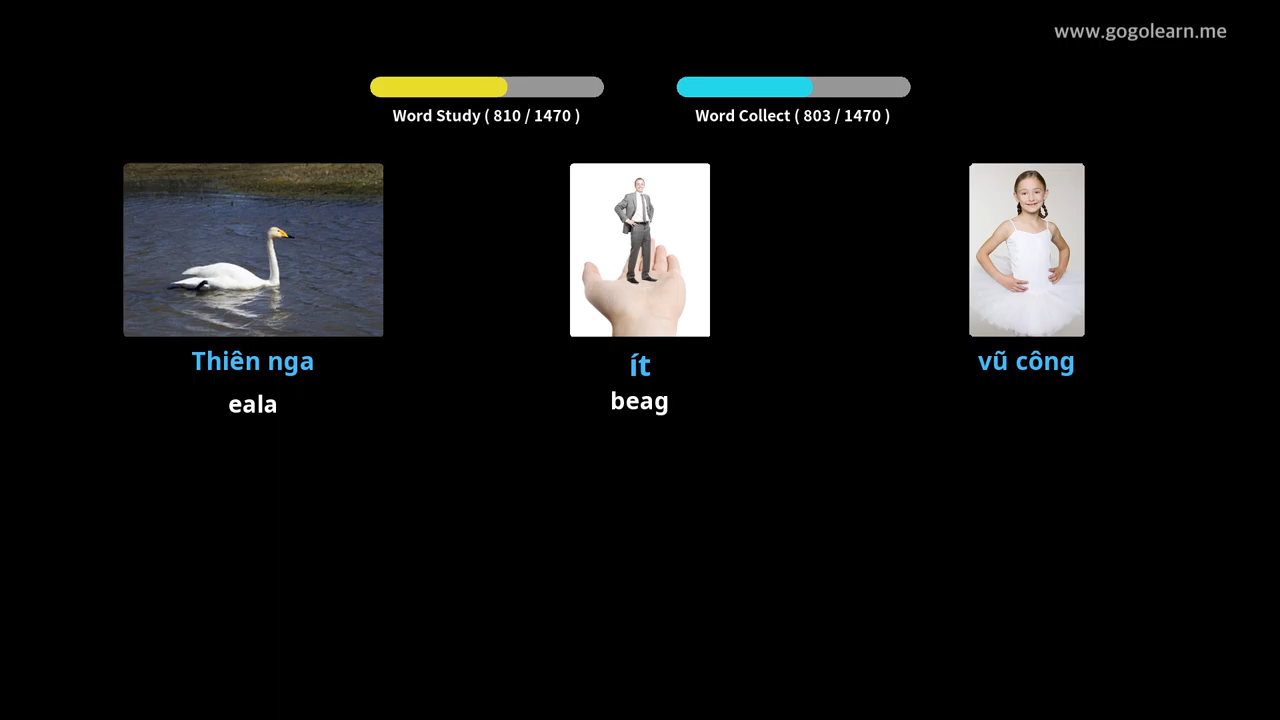 www.gogolearn.me
Word Study ( 810 / 1470 )
Word Collect ( 803 / 1470 )
Thiên nga
ít
vũ công
eala
beag